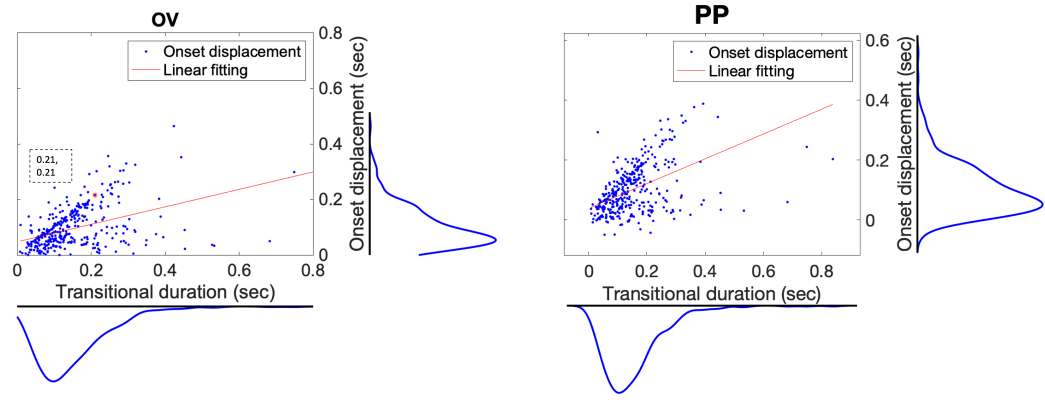 OV
Onset displacement
Linear fitting
0.21,
0.21
0.8
0.6
0.4
0.2
0
Onset displacement (sec)
0
0.2
0.4
0.6
0.8
Transitional duration (sec)
PP
Onset displacement
Linear fitting
0.6
0.4
0.2
0
Onset displacement (sec)
0
0.2
0.4
0.6
0.8
Transitional duration (sec)